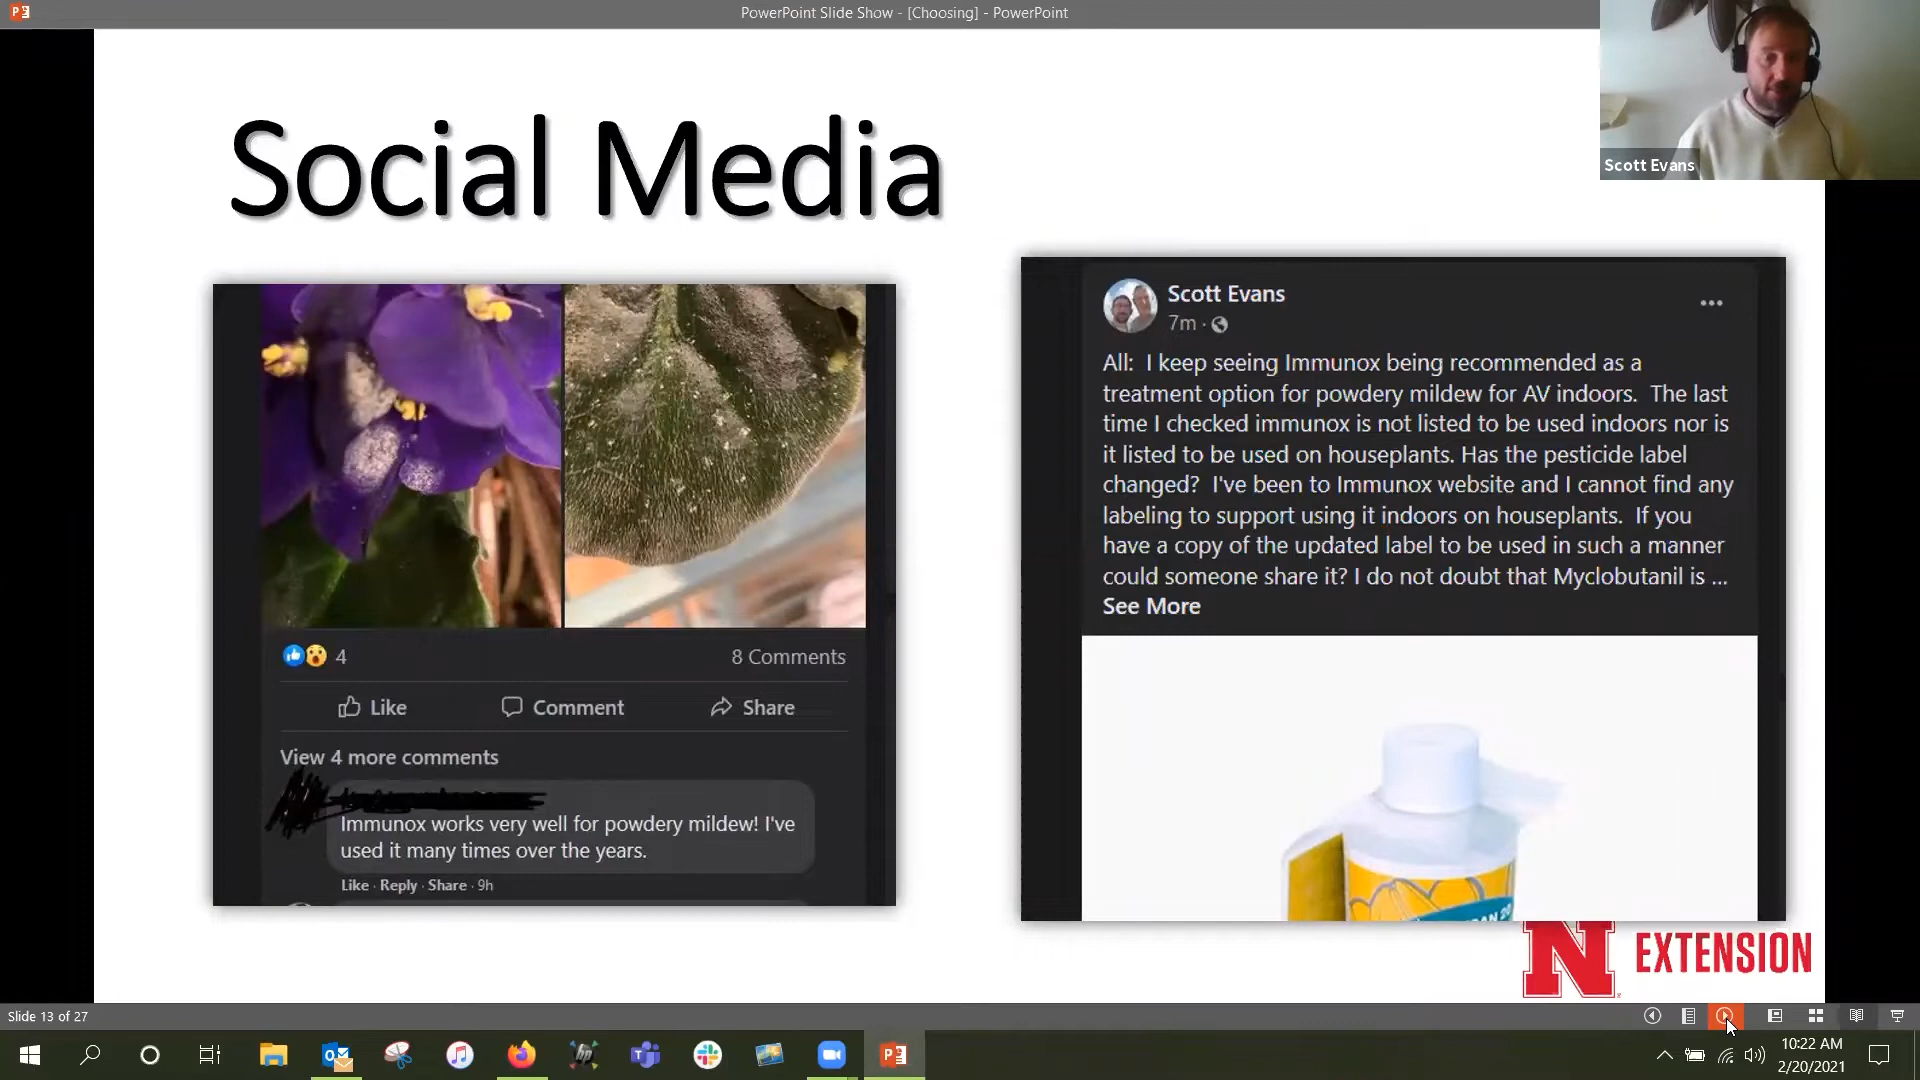 PowerPoint Slide Show - [Choosing] - PowerPoint
Scott Evans
Social Media
4
8 Comments
Like
Comment
Share
View 4 more comments
Immunox works very well for powdery mildew! I've
used it many times over the years.
Like · Reply · Share · 9h
Scott Evans
7m ·
All: I keep seeing Immunox being recommended as a
treatment option for powdery mildew for AV indoors. The last
time I checked immunox is not listed to be used indoors nor is
it listed to be used on houseplants. Has the pesticide label
changed? I've been to Immunox website and I cannot find any
labeling to support using it indoors on houseplants. If you
have a copy of the updated label to be used in such a manner
could someone share it? I do not doubt that Myclobutanil is ...
See More
N EXTENSION
Slide 13 of 27
10:22 AM
2/20/2021